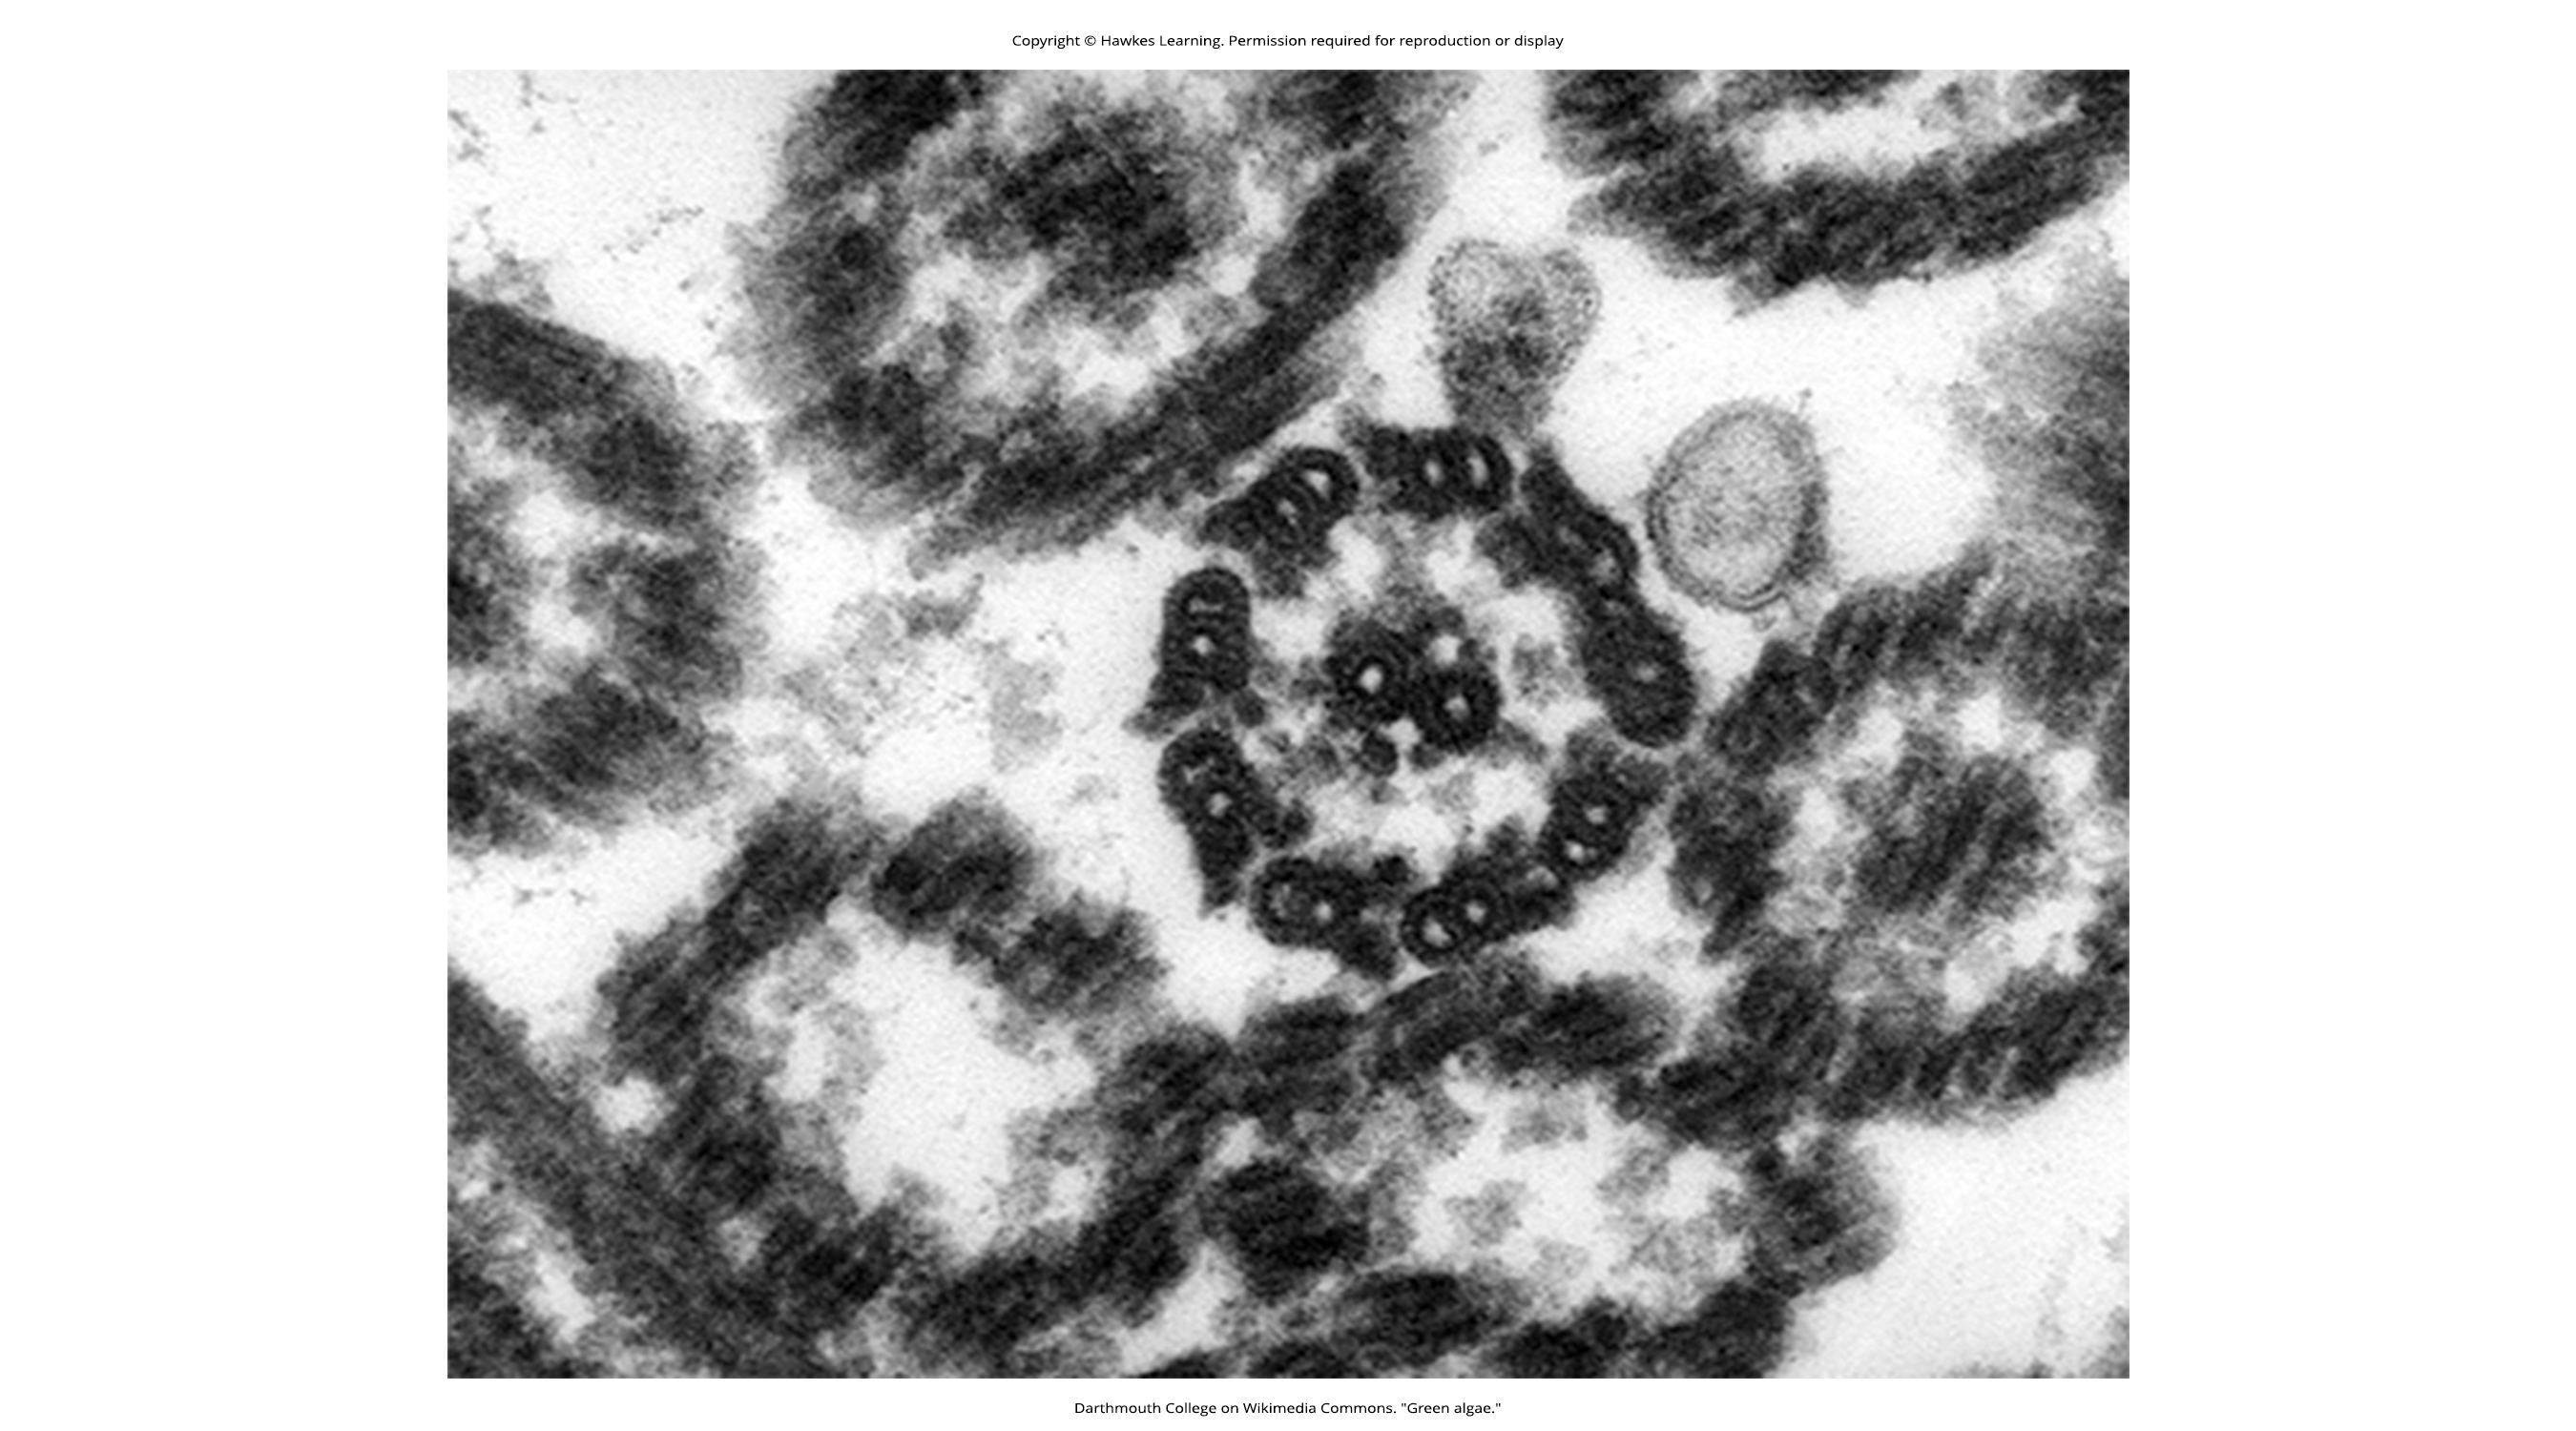 Copyright © Hawkes Learning. Permission required for reproduction or display
Darthmouth College on Wikimedia Commons. "Green algae."